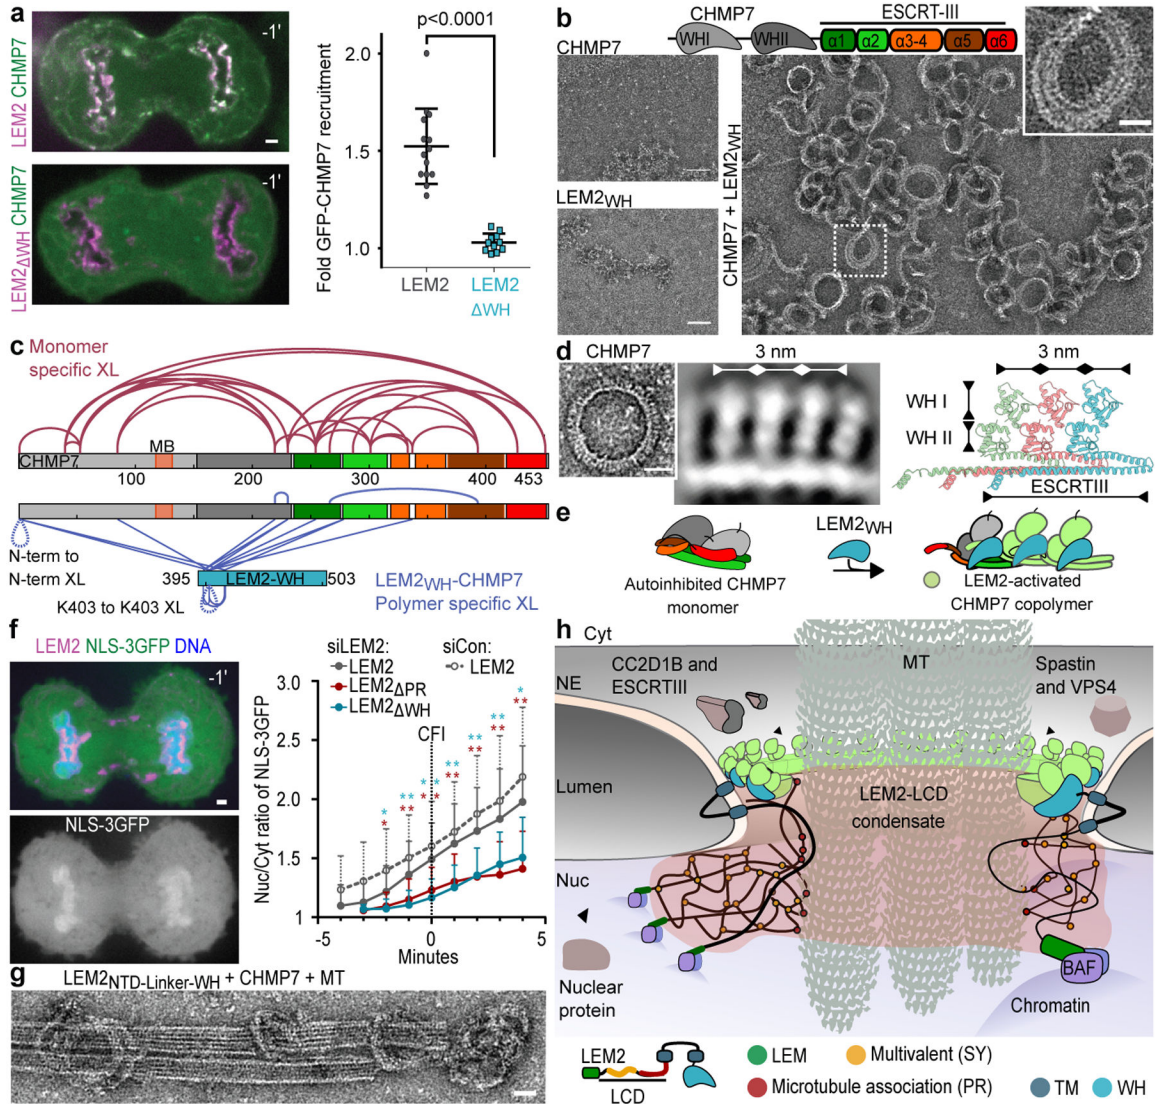 a
LEM2 CHMP7
-1'
LEM2ΔWH CHMP7
-1'
p<0.0001
Fold GFP-CHMP7 recruitment
2.0
1.5
1.0
LEM2
LEM2
ΔWH
b
CHMP7
ESCRT-III
WHI
WHII
α1
α2
α3-4
α5
α6
CHMP7
LEM2WH
CHMP7 + LEM2WH
c
Monomer
specific XL
MB
CHMP7
100
200
300
400
453
N-term to
N-term XL
395
LEM2-WH
503
K403 to K403 XL
LEM2WH-CHMP7
Polymer specific XL
d
CHMP7
3 nm
3 nm
WH I
WH II
ESCRTIII
e
LEM2WH
Autoinhibited CHMP7
monomer
LEM2-activated
CHMP7 copolymer
f
LEM2 NLS-3GFP DNA
-1'
NLS-3GFP
siLEM2:
siCon:
LEM2
LEM2
LEM2ΔPR
LEM2ΔWH
CFI
Nuc/Cyt ratio of NLS-3GFP
3.0
2.5
2.0
1.5
1
-5
0
5
Minutes
*
*
**
**
* *
* *
**
**
**
**
**
**
*
**
g
LEM2NTD-Linker-WH + CHMP7 + MT
h
Cyt
CC2D1B and
ESCRTIII
MT
Spastin
and VPS4
NE
Lumen
LEM2-LCD
condensate
Nuc
Nuclear
protein
BAF
Chromatin
LEM2
LCD
LEM
Multivalent (SY)
Microtubule association (PR)
TM
WH